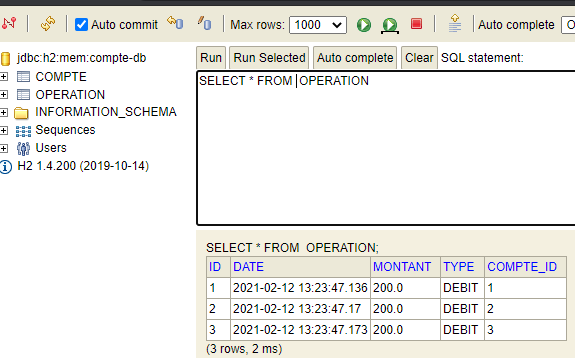 Auto commit Max rows: 1000 Auto complete
jdbc:h2:mem:compte-db
COMPTE
OPERATION
INFORMATION_SCHEMA
Sequences
Users
H2 1.4.200 (2019-10-14)
Run Run Selected Auto complete Clear SQL statement:
SELECT * FROM OPERATION
SELECT * FROM  OPERATION;
ID DATE MONTANT TYPE COMPTE_ID
1 2021-02-12 13:23:47.136 200.0 DEBIT 1
2 2021-02-12 13:23:47.17 200.0 DEBIT 2
3 2021-02-12 13:23:47.173 200.0 DEBIT 3
(3 rows, 2 ms)